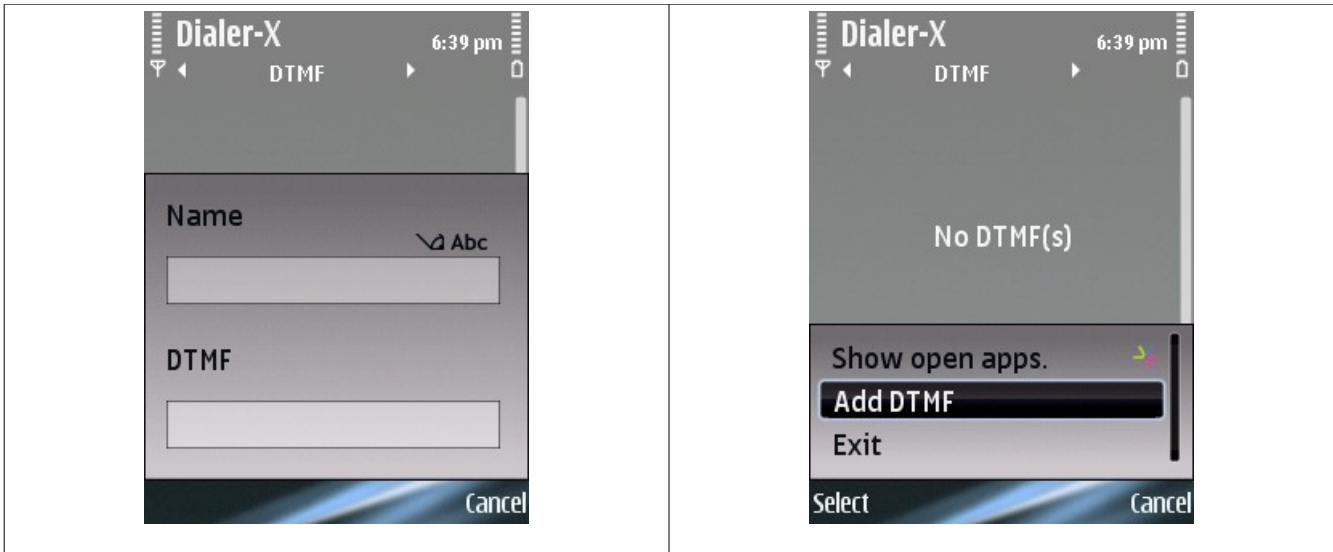 Dialer-X 6:39 pm
DTMF
Name
Abc
DTMF
Cancel
Dialer-X 6:39 pm
DTMF
No DTMF(s)
Show open apps.
Add DTMF
Exit
Select Cancel